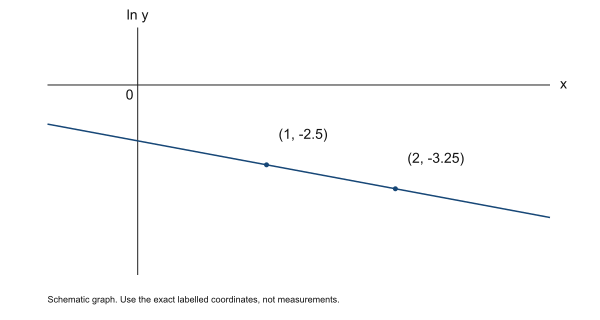 ln y
x
0
(1, -2.5)
(2, -3.25)
Schematic graph. Use the exact labelled coordinates, not measurements.